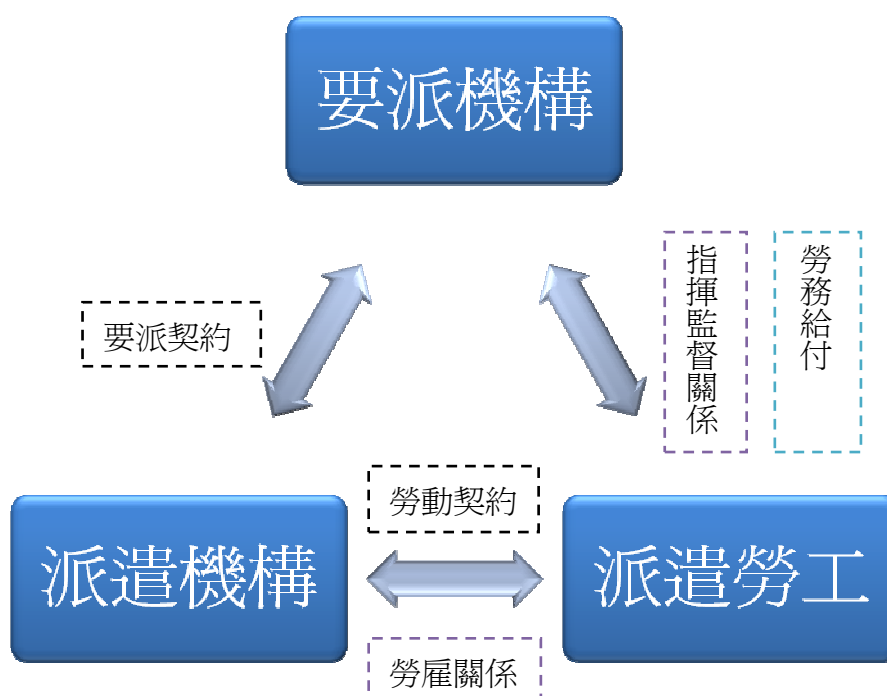 要派機構
要派契約
指揮監督關係
勞務給付
勞動契約
派遣機構
派遣勞工
勞雇關係